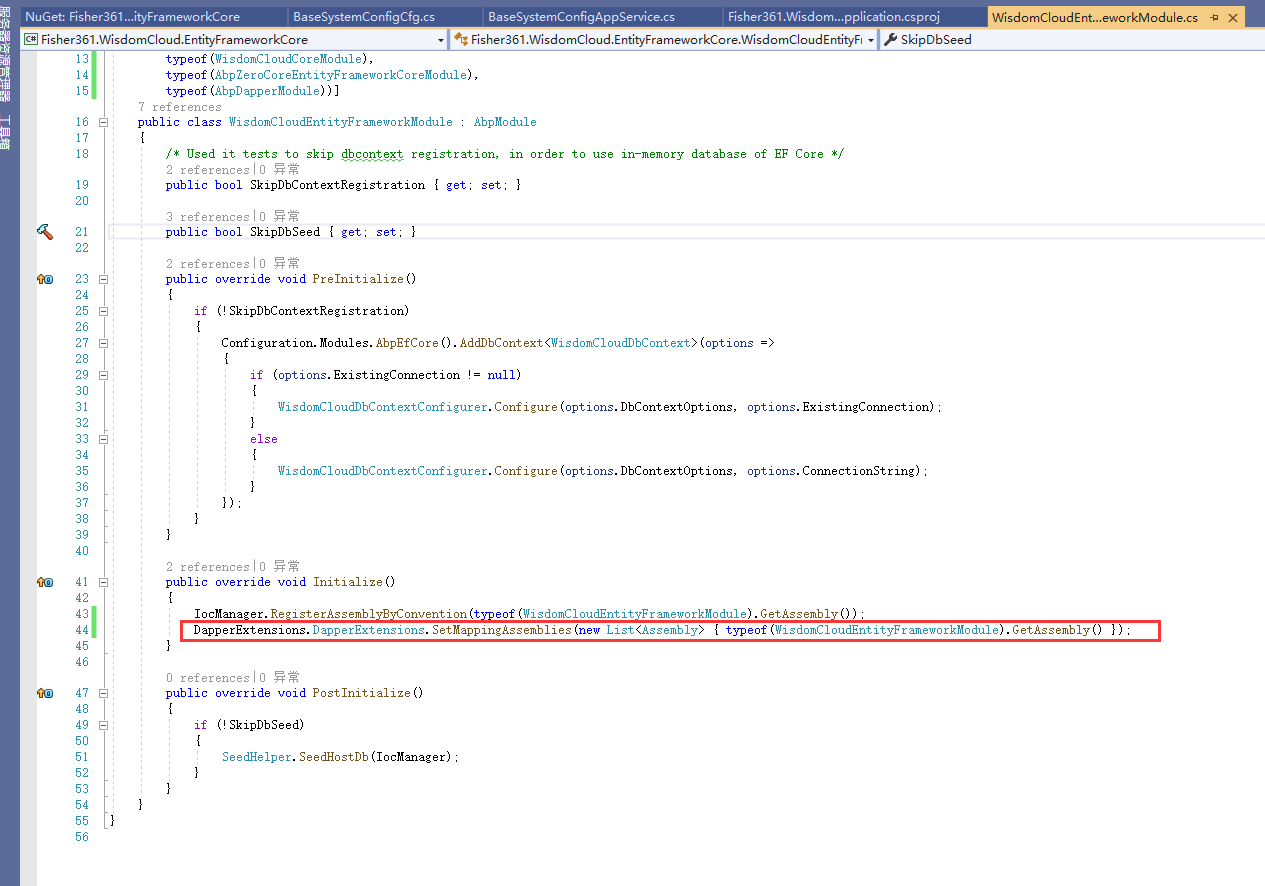 服务器资源管理器
工具箱
NuGet: Fisher361...ityFrameworkCore
BaseSystemConfigCfg.cs
BaseSystemConfigAppService.cs
Fisher361.Wisdom...pplication.csproj
WisdomCloudEnt...eworkModule.cs
C# Fisher361.WisdomCloud.EntityFrameworkCore
Fisher361.WisdomCloud.EntityFrameworkCore.WisdomCloudEntityFr
SkipDbSeed
13 typeof(WisdomCloudCoreModule),
14 typeof(AbpZeroCoreEntityFrameworkCoreModule),
15 typeof(AbpDapperModule))]
7 references
16 public class WisdomCloudEntityFrameworkModule : AbpModule
17 {
18 /* Used it tests to skip dbcontext registration, in order to use in-memory database of EF Core */
2 references|0 异常
19 public bool SkipDbContextRegistration { get; set; }
20
3 references|0 异常
21 public bool SkipDbSeed { get; set; }
22
2 references|0 异常
23 public override void PreInitialize()
24 {
25 if (!SkipDbContextRegistration)
26 {
27 Configuration.Modules.AbpEfCore().AddDbContext<WisdomCloudDbContext>(options =>
28 {
29 if (options.ExistingConnection != null)
30 {
31 WisdomCloudDbContextConfigurer.Configure(options.DbContextOptions, options.ExistingConnection);
32 }
33 else
34 {
35 WisdomCloudDbContextConfigurer.Configure(options.DbContextOptions, options.ConnectionString);
36 }
37 });
38 }
39 }
40
2 references|0 异常
41 public override void Initialize()
42 {
43 IocManager.RegisterAssemblyByConvention(typeof(WisdomCloudEntityFrameworkModule).GetAssembly());
44 DapperExtensions.DapperExtensions.SetMappingAssemblies(new List<Assembly> { typeof(WisdomCloudEntityFrameworkModule).GetAssembly() });
45 }
46
0 references|0 异常
47 public override void PostInitialize()
48 {
49 if (!SkipDbSeed)
50 {
51 SeedHelper.SeedHostDb(IocManager);
52 }
53 }
54 }
55 }
56